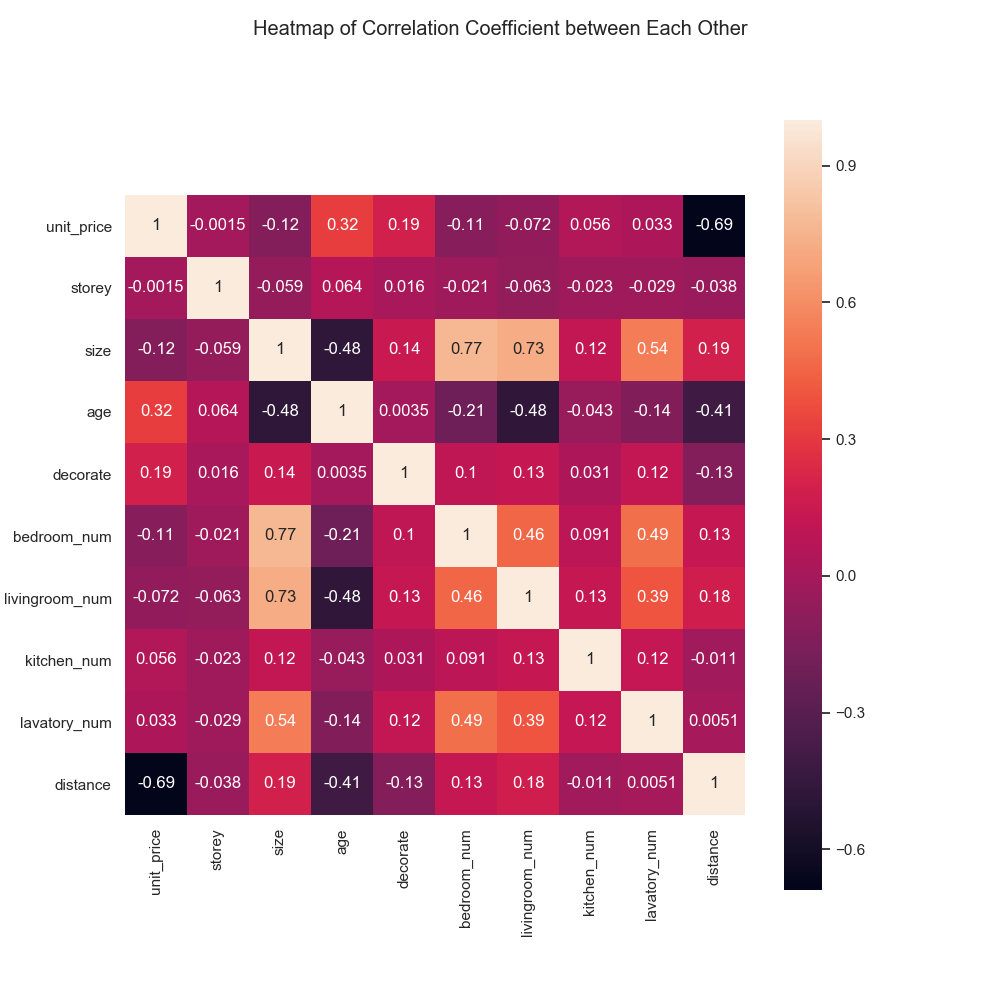 Heatmap of Correlation Coefficient between Each Other
unit_price 1 -0.0015 -0.12 0.32 0.19 -0.11 -0.072 0.056 0.033 -0.69
storey -0.0015 1 -0.059 0.064 0.016 -0.021 -0.063 -0.023 -0.029 -0.038
size -0.12 -0.059 1 -0.48 0.14 0.77 0.73 0.12 0.54 0.19
age 0.32 0.064 -0.48 1 0.0035 -0.21 -0.48 -0.043 -0.14 -0.41
decorate 0.19 0.016 0.14 0.0035 1 0.1 0.13 0.031 0.12 -0.13
bedroom_num -0.11 -0.021 0.77 -0.21 0.1 1 0.46 0.091 0.49 0.13
livingroom_num -0.072 -0.063 0.73 -0.48 0.13 0.46 1 0.13 0.39 0.18
kitchen_num 0.056 -0.023 0.12 -0.043 0.031 0.091 0.13 1 0.12 -0.011
lavatory_num 0.033 -0.029 0.54 -0.14 0.12 0.49 0.39 0.12 1 0.0051
distance -0.69 -0.038 0.19 -0.41 -0.13 0.13 0.18 -0.011 0.0051 1
unit_price
storey
size
age
decorate
bedroom_num
livingroom_num
kitchen_num
lavatory_num
distance
0.9
0.6
0.3
0.0
−0.3
−0.6